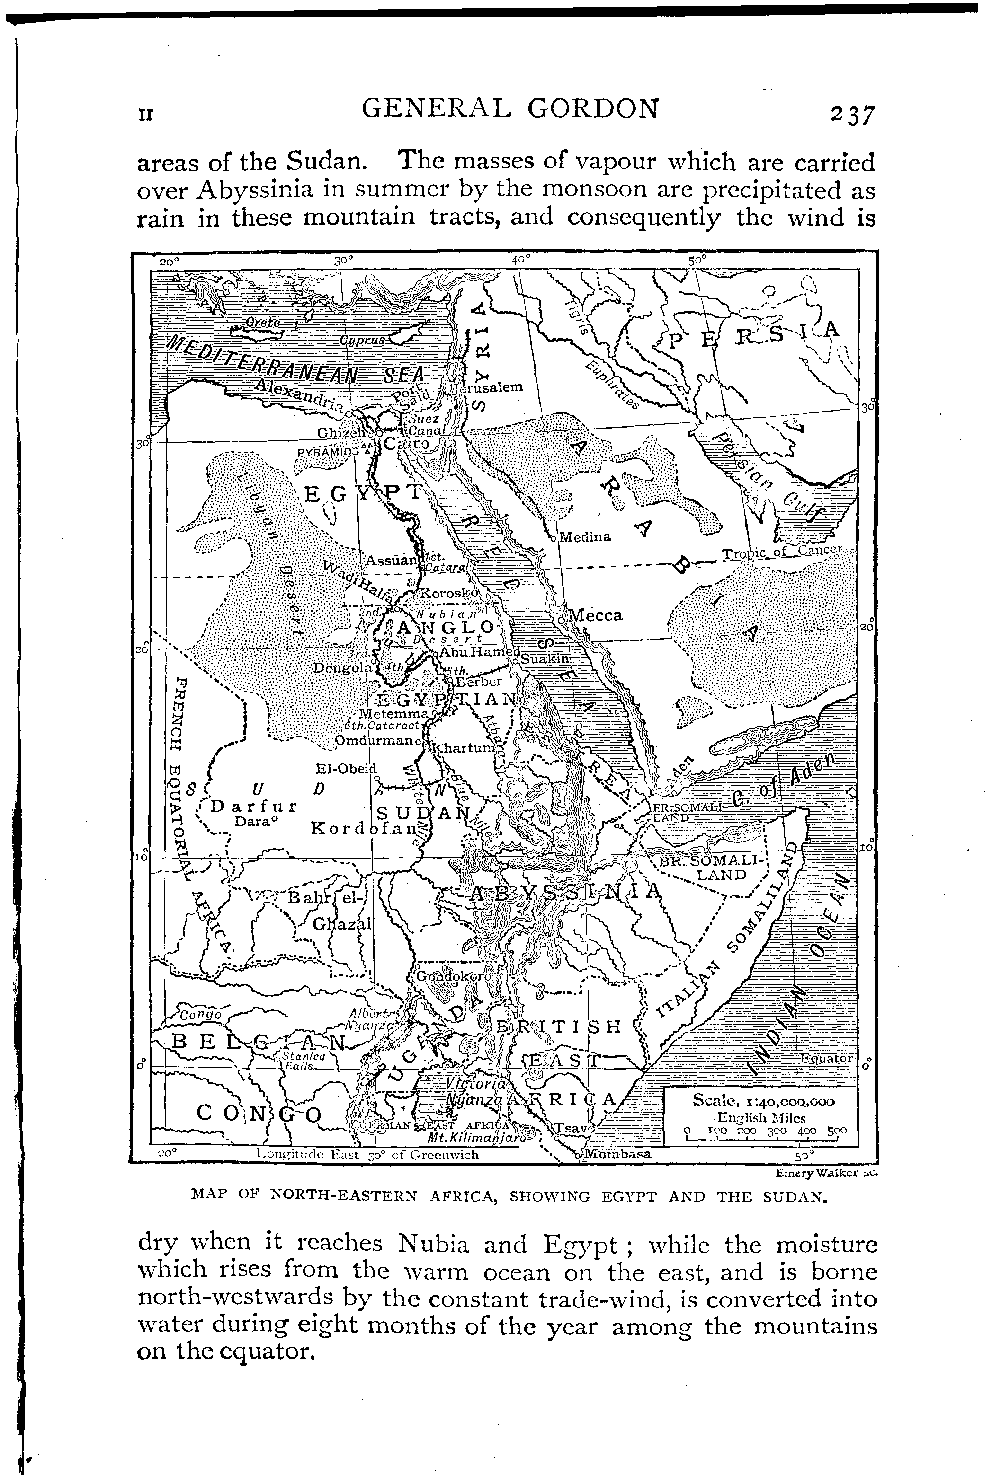 II GENERAL GORDON 237
areas of the Sudan. The masses of vapour which are carried
over Abyssinia in summer by the monsoon are precipitated as
rain in these mountain tracts, and consequently the wind is
20° 30° 40° 50°
Crete
Cyprus
Tigris
PERSIA
MEDITERRANEAN SEA
SYRIA
Euphrates
Alexandria
Port Said
30°
Suez
Canal
Ghizeh
Cairo
30°
PYRAMIDS
Persian Gulf
EGYPT
Libyan Desert
ARABIA
RED SEA
Medina
Assuan
1st. Catarat
Tropic of Cancer
Wadi Halfa
Korosko
2nd.
Nubian
Desert
Mecca
ANGLO
20°
20°
3rd.
Abu Hamed
Suakin
Dongola
4th
5th.
Berber
EGYPTIAN
Metemma
6th. Cataract
Omdurman
Khartum
FRENCH EQUATORIAL AFRICA
El-Obeid
White Nile
Blue
Aden
G. of Aden
SUDAN
Darfur
Dara
SUDAN
Kordofan
FR: SOMALI
LAND
10°
10°
BR. SOMALI-
LAND
ABYSSINIA
Bahr el-
Ghazal
ITALIAN SOMALILAND
INDIAN OCEAN
Gondokoro
Congo
Albert
Nyanza
UGANDA
BRITISH
BELGIAN
Stanley
Falls
EAST
Equator
0°
0°
Victoria
Nyanza
AFRICA
CONGO
GERMAN EAST AFRICA
Tsavo
Mt. Kilimanjaro
Scale, 1:40,000,000
English Miles
0 100 200 300 400 500
20° Longitude East 30° of Greenwich Mombasa 50°
Emery Walker sc.
MAP OF NORTH-EASTERN AFRICA, SHOWING EGYPT AND THE SUDAN.
dry when it reaches Nubia and Egypt ; while the moisture
which rises from the warm ocean on the east, and is borne
north-westwards by the constant trade-wind, is converted into
water during eight months of the year among the mountains
on the equator.